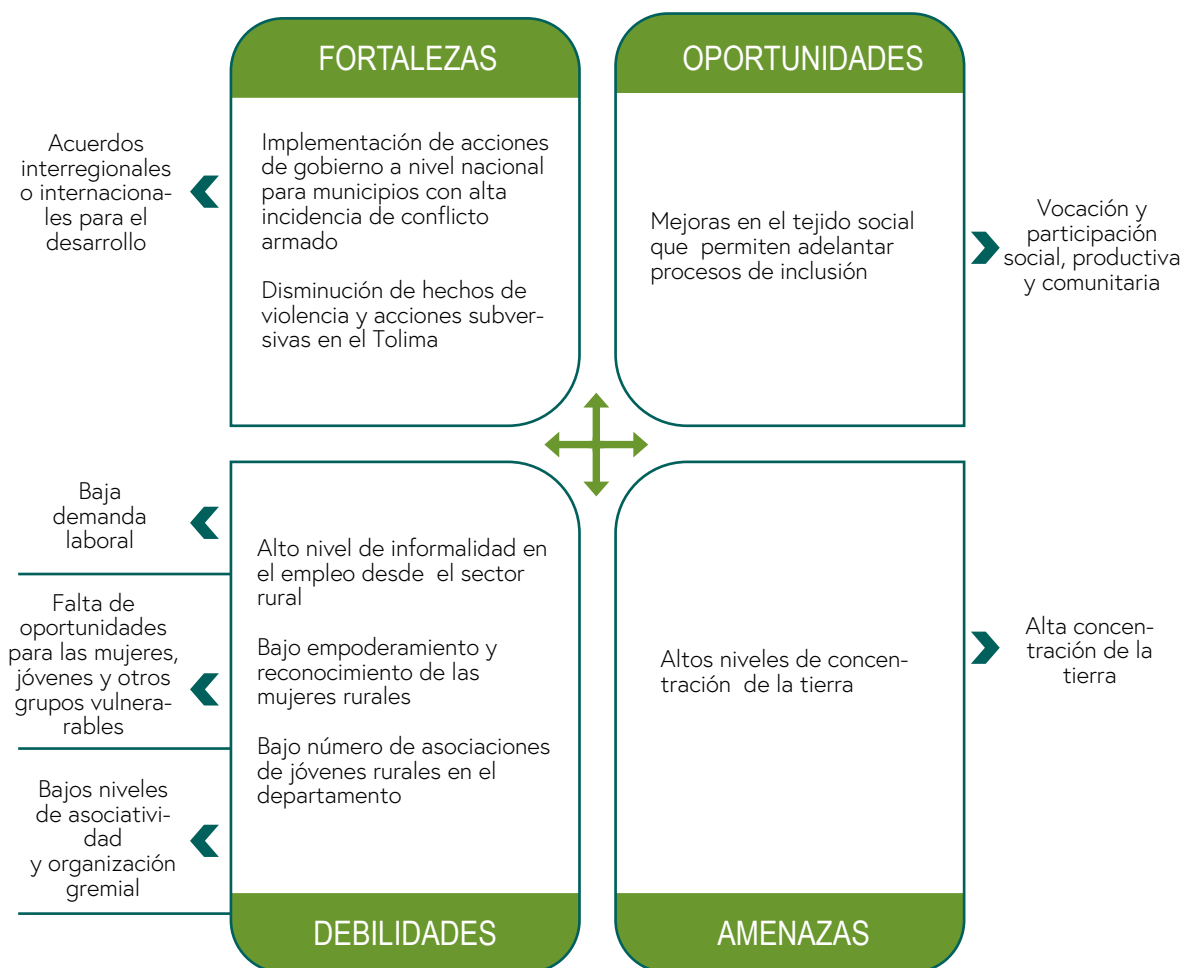 FORTALEZAS
Acuerdos
interregionales
o internaciona-
les para el
desarrollo
Implementación de acciones
de gobierno a nivel nacional
para municipios con alta
incidencia de conflicto
armado
Disminución de hechos de
violencia y acciones subver-
sivas en el Tolima
OPORTUNIDADES
Mejoras en el tejido social
que permiten adelantar
procesos de inclusión
Vocación y
participación
social, productiva
y comunitaria
Baja
demanda
laboral
Falta de
oportunidades
para las mujeres,
jóvenes y otros
grupos vulnera-
rables
Bajos niveles
de asociativi-
dad
y organización
gremial
Alto nivel de informalidad en
el empleo desde el sector
rural
Bajo empoderamiento y
reconocimiento de las
mujeres rurales
Bajo número de asociaciones
de jóvenes rurales en el
departamento
DEBILIDADES
Altos niveles de concen-
tración de la tierra
Alta concen-
tración de la
tierra
AMENAZAS